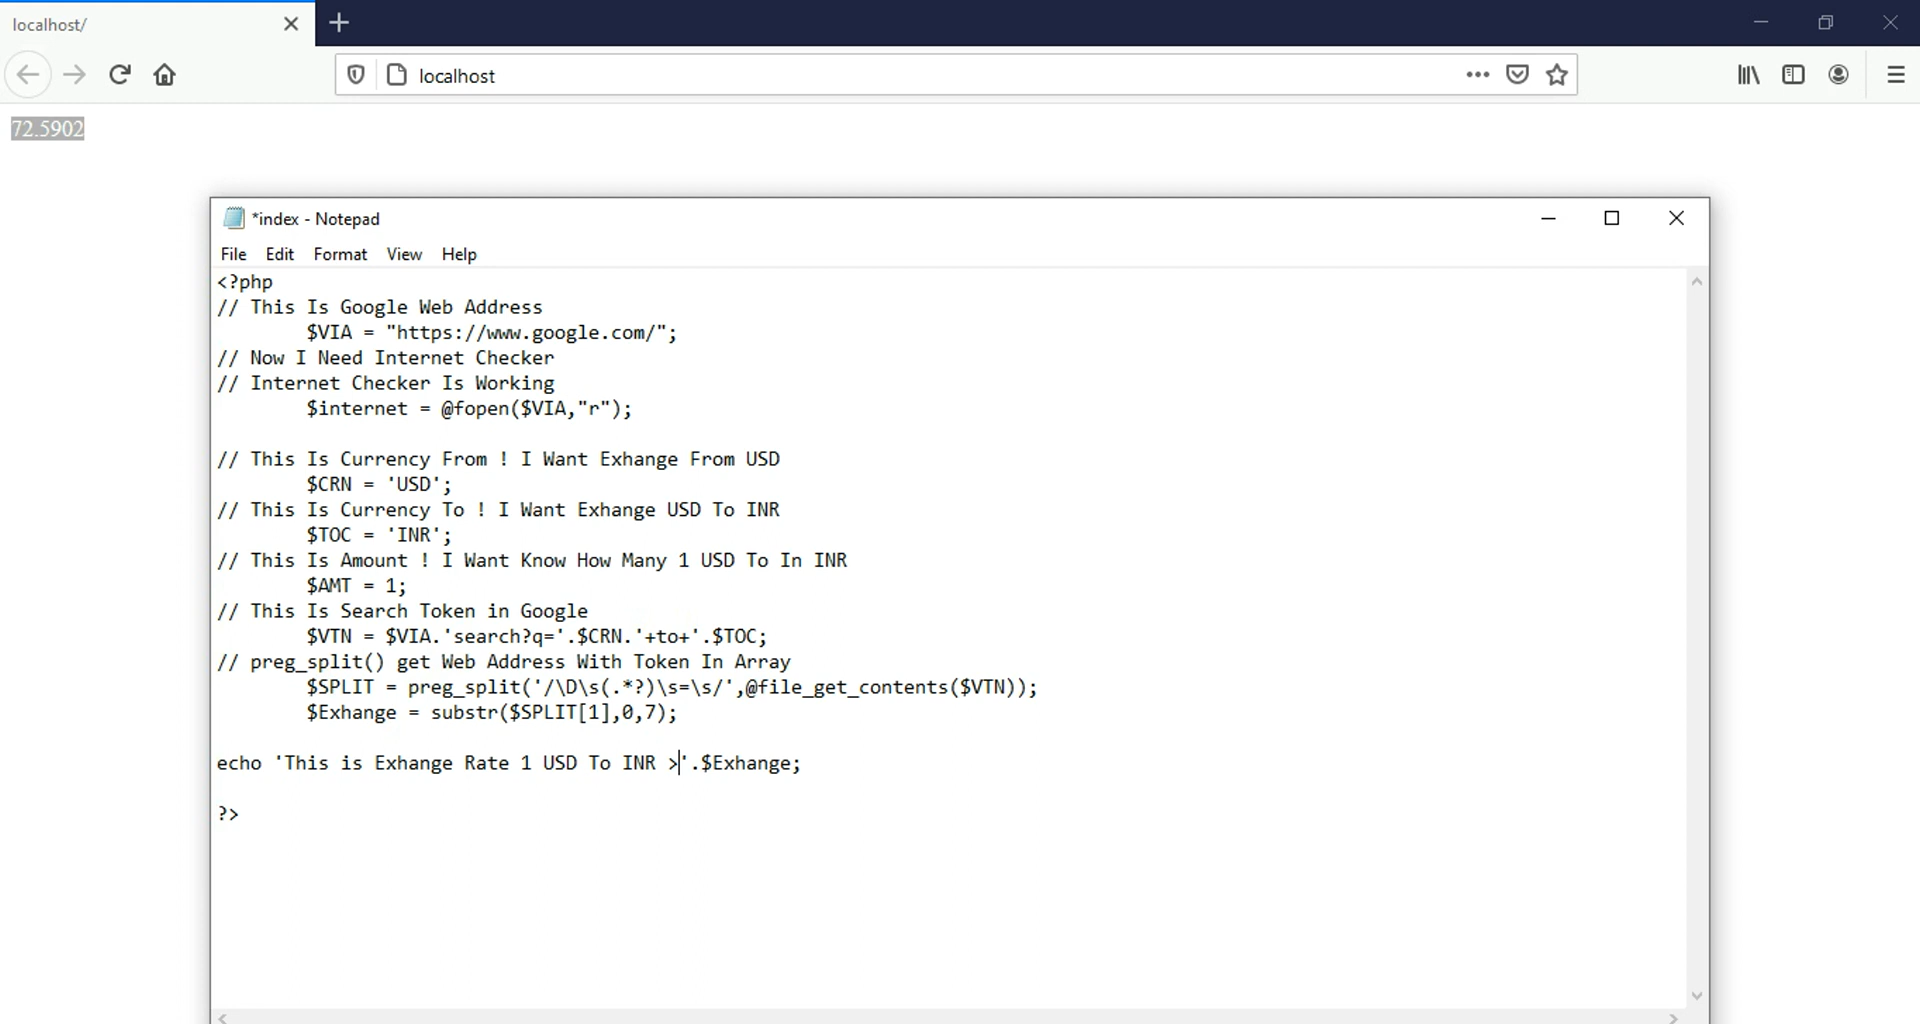 localhost/
localhost
72.5902
*index - Notepad
File Edit Format View Help
<?php
// This Is Google Web Address
$VIA = "https://www.google.com/";
// Now I Need Internet Checker
// Internet Checker Is Working
$internet = @fopen($VIA,"r");
// This Is Currency From ! I Want Exhange From USD
$CRN = 'USD';
// This Is Currency To ! I Want Exhange USD To INR
$TOC = 'INR';
// This Is Amount ! I Want Know How Many 1 USD To In INR
$AMT = 1;
// This Is Search Token in Google
$VTN = $VIA.'search?q='.$CRN.'+to+'.$TOC;
// preg_split() get Web Address With Token In Array
$SPLIT = preg_split('/\D\s(.*?)\s=\s/',@file_get_contents($VTN));
$Exhange = substr($SPLIT[1],0,7);
echo 'This is Exhange Rate 1 USD To INR >'.$Exhange;
?>